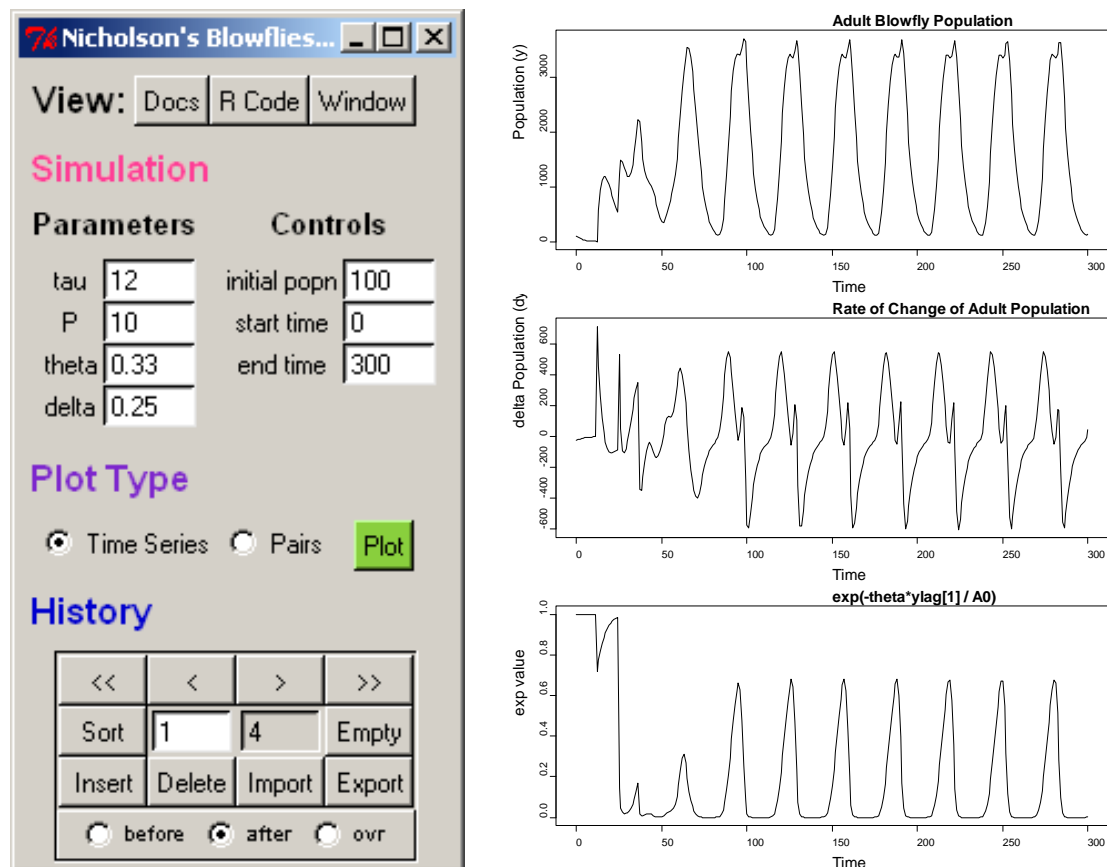 Nicholson's Blowflies...
View: Docs R Code Window
Simulation
Parameters Controls
tau 12 initial popn 100
P 10 start time 0
theta 0.33 end time 300
delta 0.25
Plot Type
Time Series Pairs Plot
History
<< < > >>
Sort 1 4 Empty
Insert Delete Import Export
before after ovr
Adult Blowfly Population
Population (y)
3000
2000
1000
0
0 50 100 150 200 250 300
Time
Rate of Change of Adult Population
delta Population (dy
600
400
200
0
-200
-400
-600
0 50 100 150 200 250 300
Time
exp(-theta*ylag[1] / A0)
exp value
1.0
0.8
0.6
0.4
0.2
0.0
0 50 100 150 200 250 300
Time